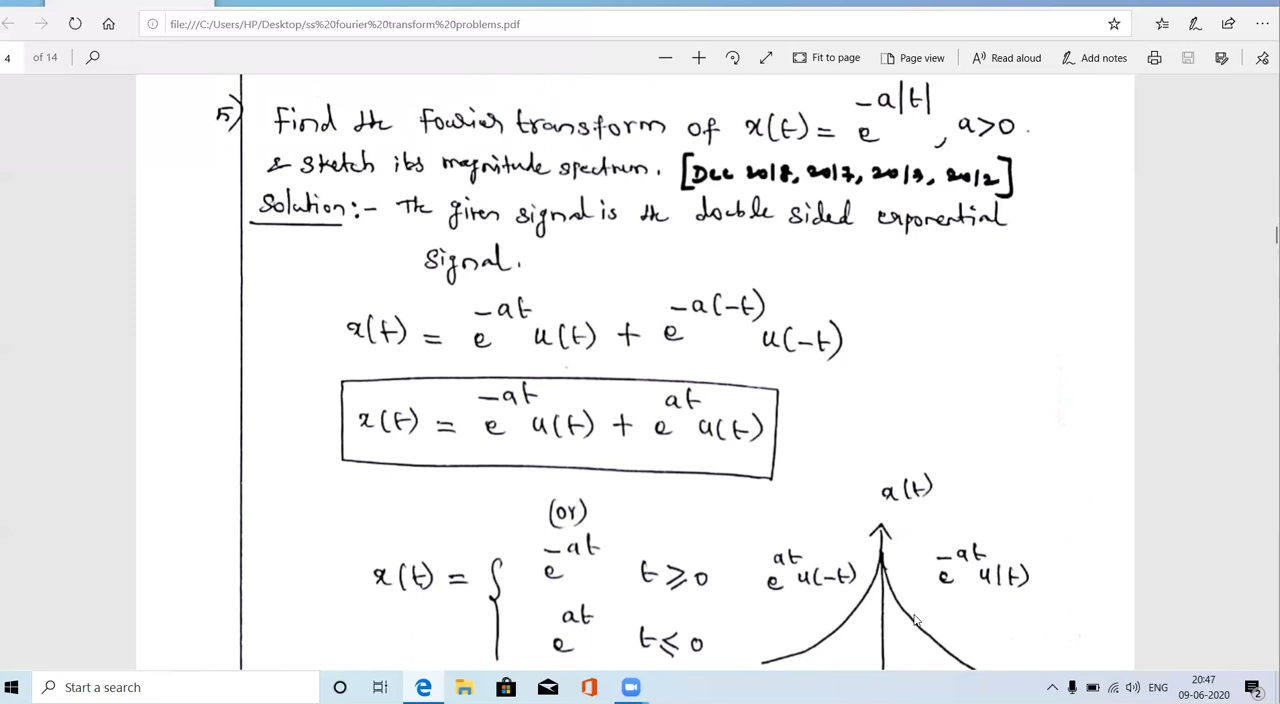 file:///C:/Users/HP/Desktop/ss%20fourier%20transform%20problems.pdf
4 of 14 Fit to page Page view Read aloud Add notes
5) Find the Fourier transform of x(t) = e^{-a|t|}, a>0.
& sketch its magnitude spectrum. [Dec 2018, 2017, 2013, 2012]
Solution:- The given signal is the double sided exponential
signal.
x(t) = e^{-at} u(t) + e^{-a(-t)} u(-t)
x(t) = e^{-at} u(t) + e^{at} u(t)
(or)
x(t)
x(t) = { e^{-at} t ≥ 0
e^{at} t ≤ 0
e^{at} u(-t) e^{-at} u(t)
Start a search
ENG
20:47
09-06-2020
2